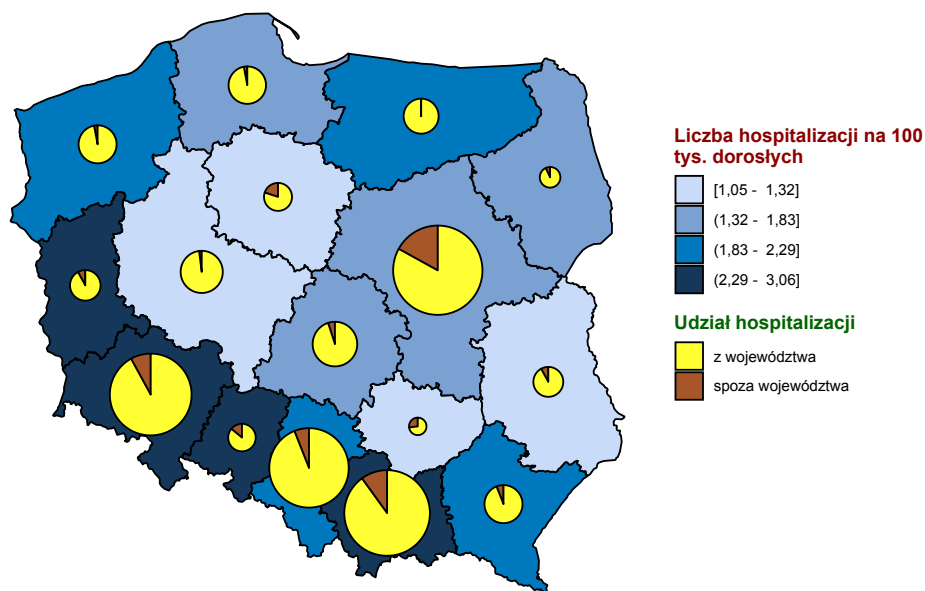 Liczba hospitalizacji na 100
tys. dorosłych
[1,05 - 1,32]
(1,32 - 1,83]
(1,83 - 2,29]
(2,29 - 3,06]
Udział hospitalizacji
z województwa
spoza województwa